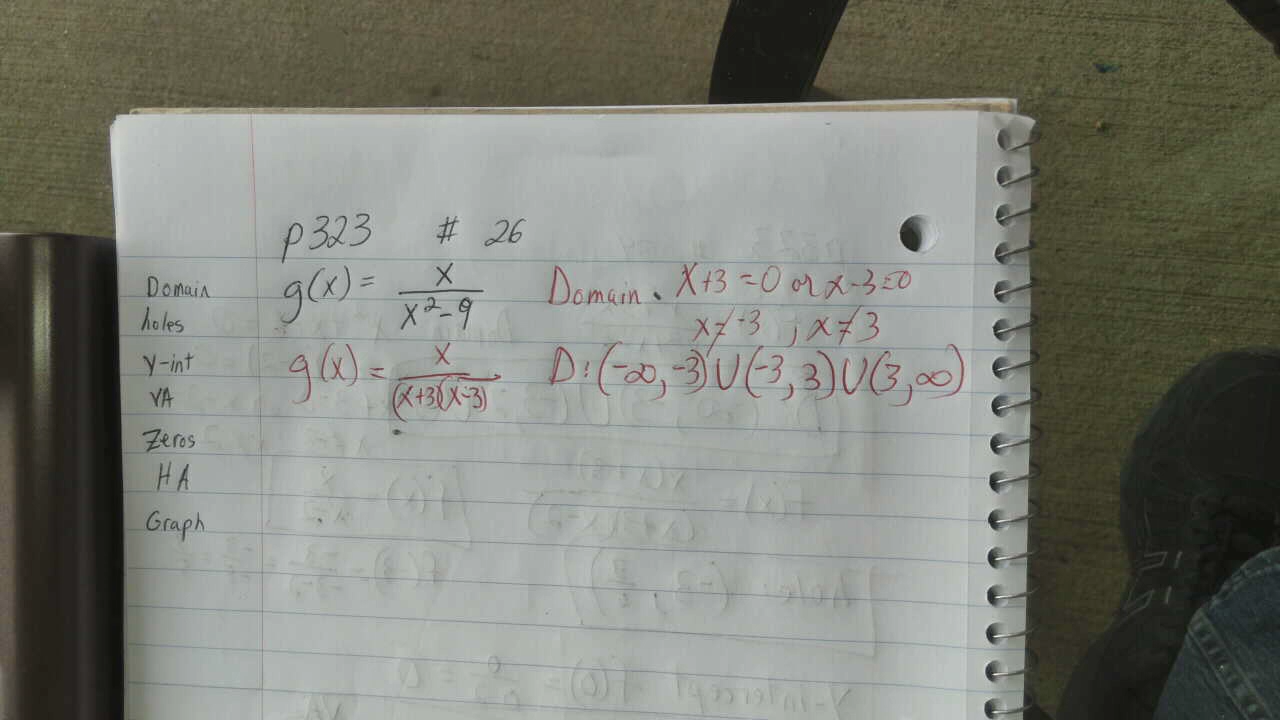 p323 # 26
Domain
g(x) = x / x²-9
Domain. x+3=0 or x-3=0
holes
x≠-3, x≠3
Y-int
g(x) = x / (x+3)(x-3)
D: (-∞, -3) ∪ (-3, 3) ∪ (3, ∞)
VA
Zeros
HA
Graph